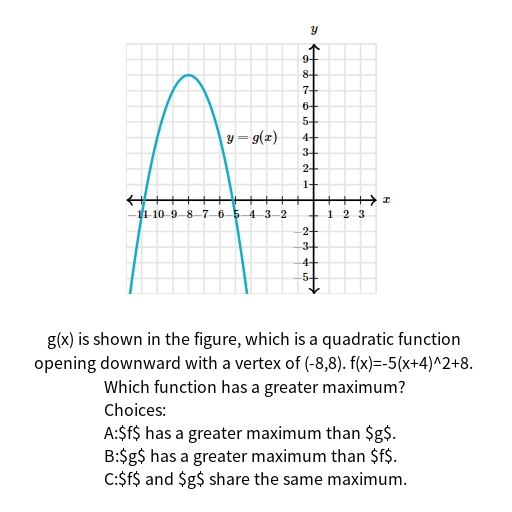 y
9
8
7
6
5
4
3
2
1
y = g(x)
x
-11 -10 -9 -8 -7 -6 -5 -4 -3 -2
1 2 3
-2
-3
-4
-5
g(x) is shown in the figure, which is a quadratic function
opening downward with a vertex of (-8,8). f(x)=-5(x+4)^2+8.
Which function has a greater maximum?
Choices:
A:$f$ has a greater maximum than $g$.
B:$g$ has a greater maximum than $f$.
C:$f$ and $g$ share the same maximum.